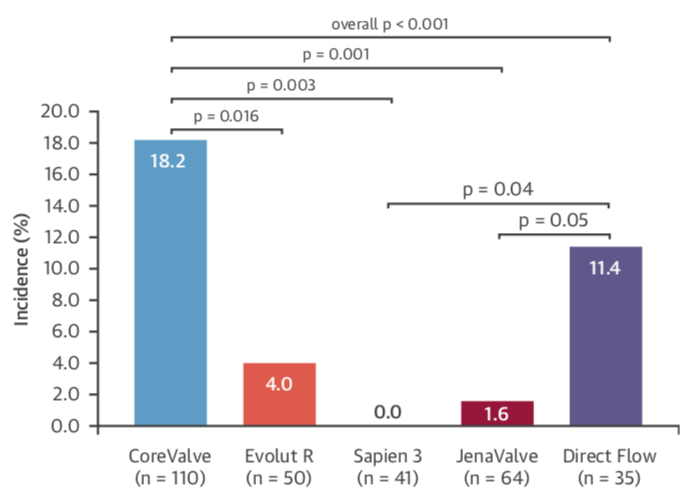 overall p < 0.001
p = 0.001
p = 0.003
p = 0.016
p = 0.04
p = 0.05
Incidence (%)
20.0
18.0
16.0
14.0
12.0
10.0
8.0
6.0
4.0
2.0
0.0
18.2
4.0
0.0
1.6
11.4
CoreValve
(n = 110)
Evolut R
(n = 50)
Sapien 3
(n = 41)
JenaValve
(n = 64)
Direct Flow
(n = 35)